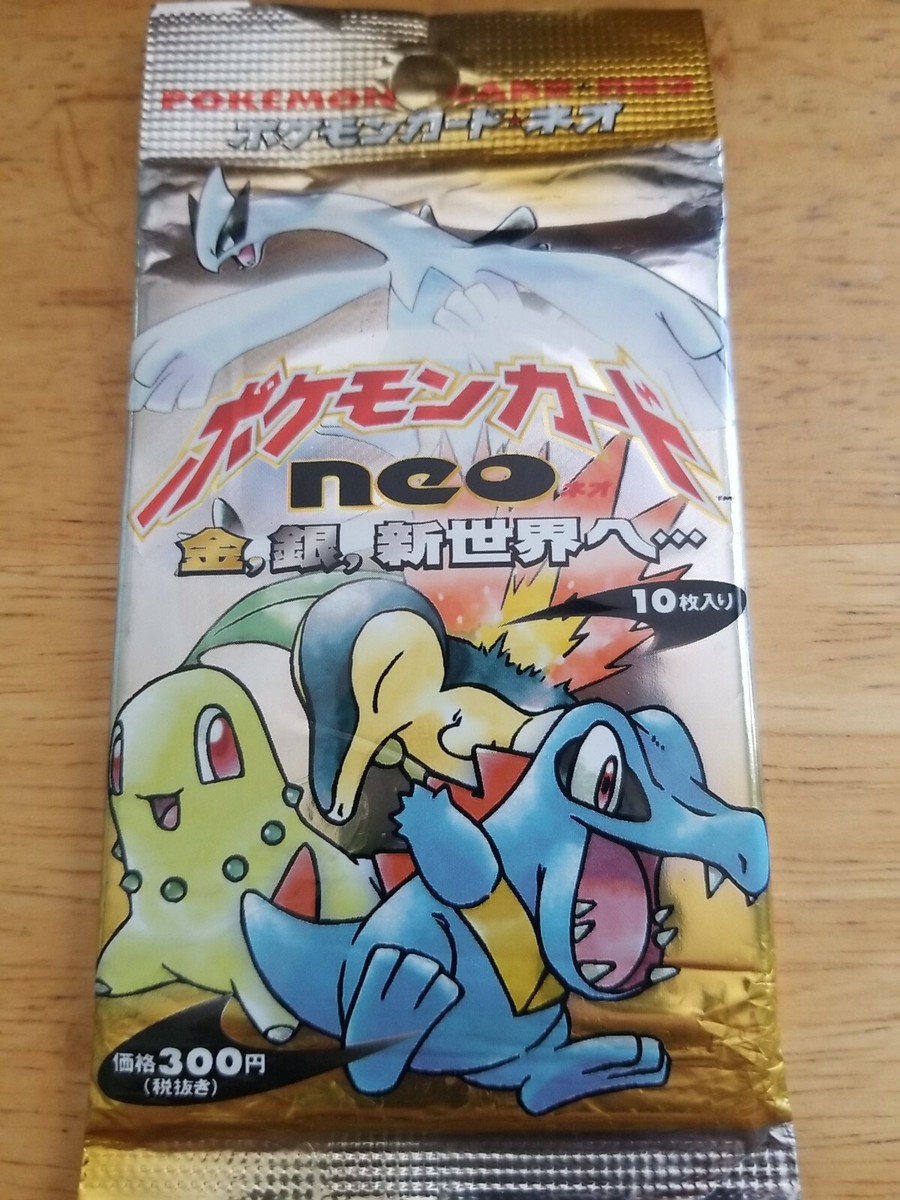 POKEMON
ポケモンカード★ネオ
ポケモンカード
neo ネオ
TM
金,銀,新世界へ…
10枚入り
価格300円
(税抜き)